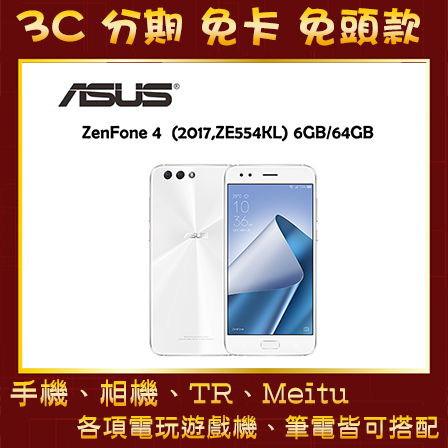 3C 分期 免卡 免頭款
ASUS®
ZenFone 4 (2017,ZE554KL) 6GB/64GB
ASUS
手機、相機、TR、Meitu
各項電玩遊戲機、筆電皆可搭配